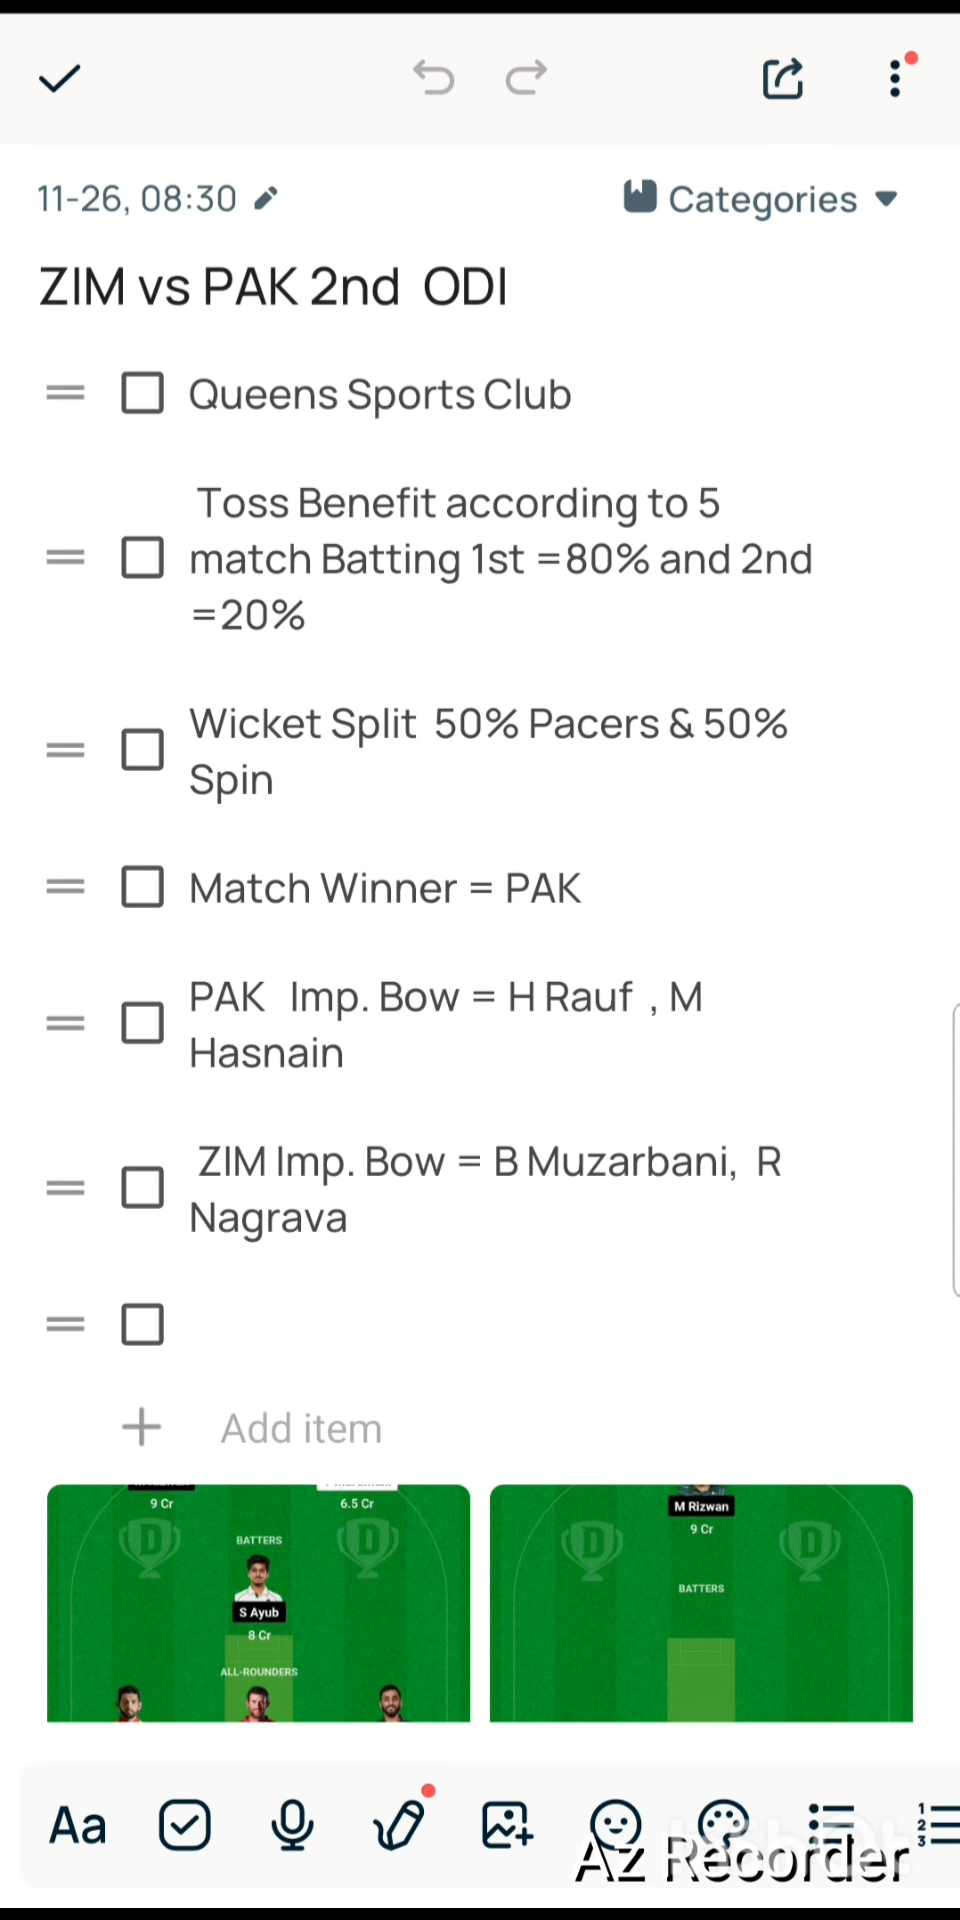 11-26, 08:30
Categories
ZIM vs PAK 2nd ODI
Queens Sports Club
Toss Benefit according to 5
match Batting 1st =80% and 2nd
=20%
Wicket Split 50% Pacers & 50%
Spin
Match Winner = PAK
PAK Imp. Bow = H Rauf , M
Hasnain
ZIM Imp. Bow = B Muzarbani, R
Nagrava
Add item
9 Cr
6.5 Cr
BATTERS
S Ayub
8 Cr
ALL-ROUNDERS
M Rizwan
9 Cr
BATTERS
Aa
Az Recorder